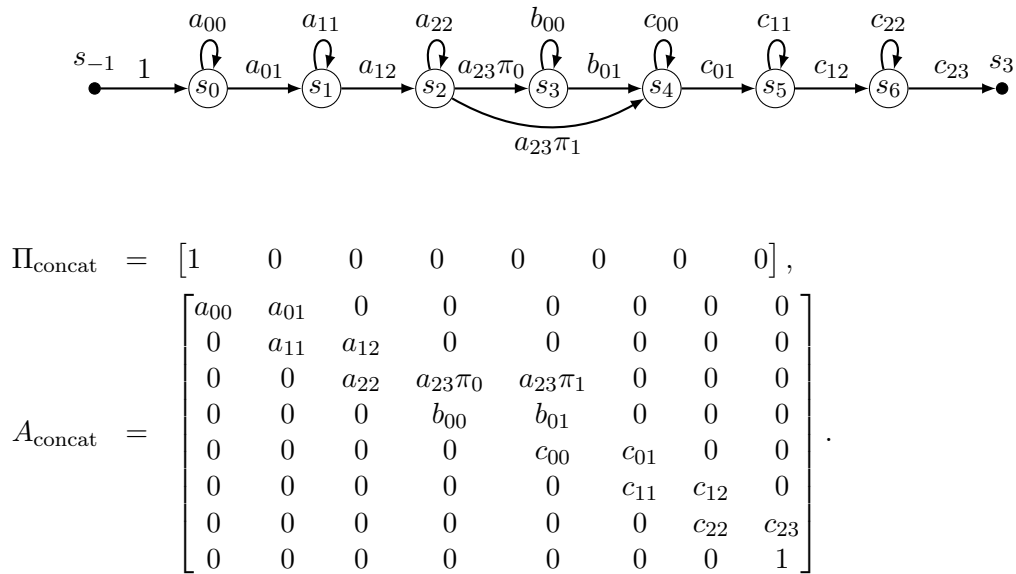 a₀₀ a₁₁ a₂₂ b₀₀ c₀₀ c₁₁ c₂₂
s₋₁ 1 a₀₁ a₁₂ a₂₃π₀ b₀₁ c₀₁ c₁₂ c₂₃ s₃
s₀ s₁ s₂ s₃ s₄ s₅ s₆
a₂₃π₁
Π_concat = [1 0 0 0 0 0 0 0],
a₀₀ a₀₁ 0 0 0 0 0 0
0 a₁₁ a₁₂ 0 0 0 0 0
0 0 a₂₂ a₂₃π₀ a₂₃π₁ 0 0 0
0 0 0 b₀₀ b₀₁ 0 0 0
A_concat = .
0 0 0 0 c₀₀ c₀₁ 0 0
0 0 0 0 0 c₁₁ c₁₂ 0
0 0 0 0 0 0 c₂₂ c₂₃
0 0 0 0 0 0 0 1